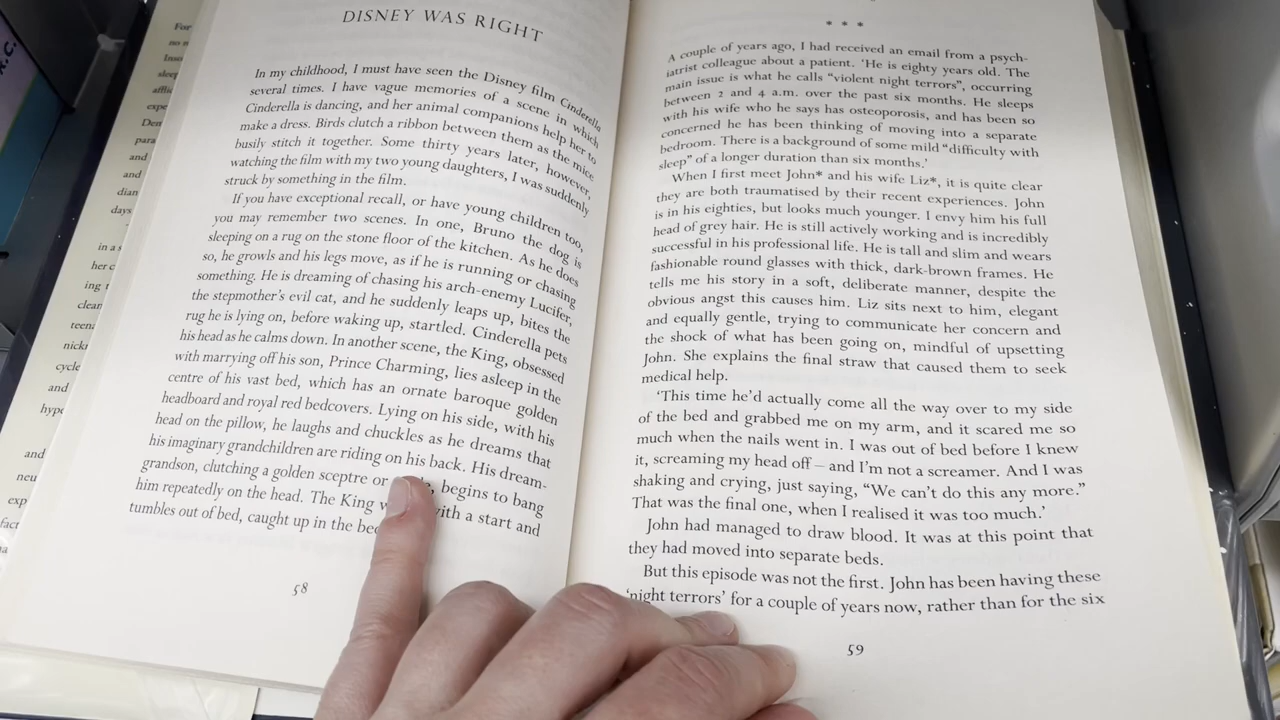 DISNEY WAS RIGHT
In my childhood, I must have seen the Disney film Cinderella
several times. I have vague memories of a scene in which
Cinderella is dancing, and her animal companions help her to
make a dress. Birds clutch a ribbon between them as the mice
busily stitch it together. Some thirty years later, however,
watching the film with my two young daughters, I was suddenly
struck by something in the film.
If you have exceptional recall, or have young children too,
you may remember two scenes. In one, Bruno the dog is
sleeping on a rug on the stone floor of the kitchen. As he does
so, he growls and his legs move, as if he is running or chasing
something. He is dreaming of chasing his arch-enemy Lucifer,
the stepmother's evil cat, and he suddenly leaps up, bites the
rug he is lying on, before waking up, startled. Cinderella pets
his head as he calms down. In another scene, the King, obsessed
with marrying off his son, Prince Charming, lies asleep in the
centre of his vast bed, which has an ornate baroque golden
headboard and royal red bedcovers. Lying on his side, with his
head on the pillow, he laughs and chuckles as he dreams that
his imaginary grandchildren are riding on his back. His dream-
grandson, clutching a golden sceptre or begins to bang
him repeatedly on the head. The King with a start and
tumbles out of bed, caught up in the
58
* * *
A couple of years ago, I had received an email from a psych-
iatrist colleague about a patient. 'He is eighty years old. The
main issue is what he calls "violent night terrors", occurring
between 2 and 4 a.m. over the past six months. He sleeps
with his wife who he says has osteoporosis, and has been so
concerned he has been thinking of moving into a separate
bedroom. There is a background of some mild "difficulty with
sleep" of a longer duration than six months.'
When I first meet John* and his wife Liz*, it is quite clear
they are both traumatised by their recent experiences. John
is in his eighties, but looks much younger. I envy him his full
head of grey hair. He is still actively working and is incredibly
successful in his professional life. He is tall and slim and wears
fashionable round glasses with thick, dark-brown frames. He
tells me his story in a soft, deliberate manner, despite the
obvious angst this causes him. Liz sits next to him, elegant
and equally gentle, trying to communicate her concern and
the shock of what has been going on, mindful of upsetting
John. She explains the final straw that caused them to seek
medical help.
'This time he'd actually come all the way over to my side
of the bed and grabbed me on my arm, and it scared me so
much when the nails went in. I was out of bed before I knew
it, screaming my head off – and I'm not a screamer. And I was
shaking and crying, just saying, "We can't do this any more."
That was the final one, when I realised it was too much.'
John had managed to draw blood. It was at this point that
they had moved into separate beds.
But this episode was not the first. John has been having these
'night terrors' for a couple of years now, rather than for the six
59